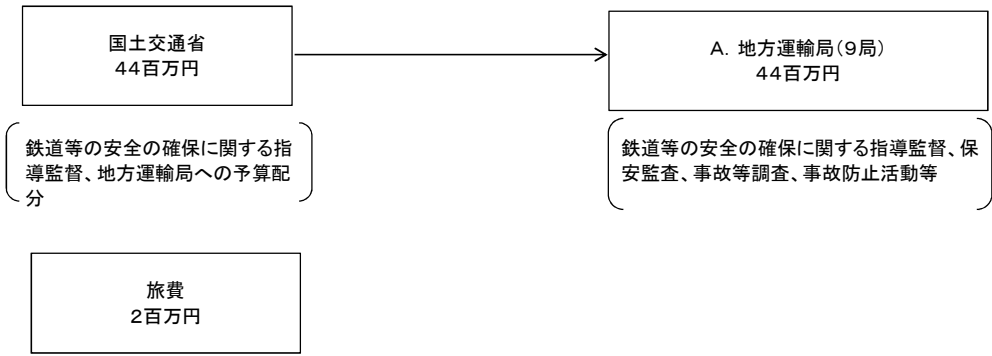 国土交通省
44百万円
A. 地方運輸局(9局)
44百万円
鉄道等の安全の確保に関する指
導監督、地方運輸局への予算配
分
鉄道等の安全の確保に関する指導監督、保
安監査、事故等調査、事故防止活動等
旅費
2百万円